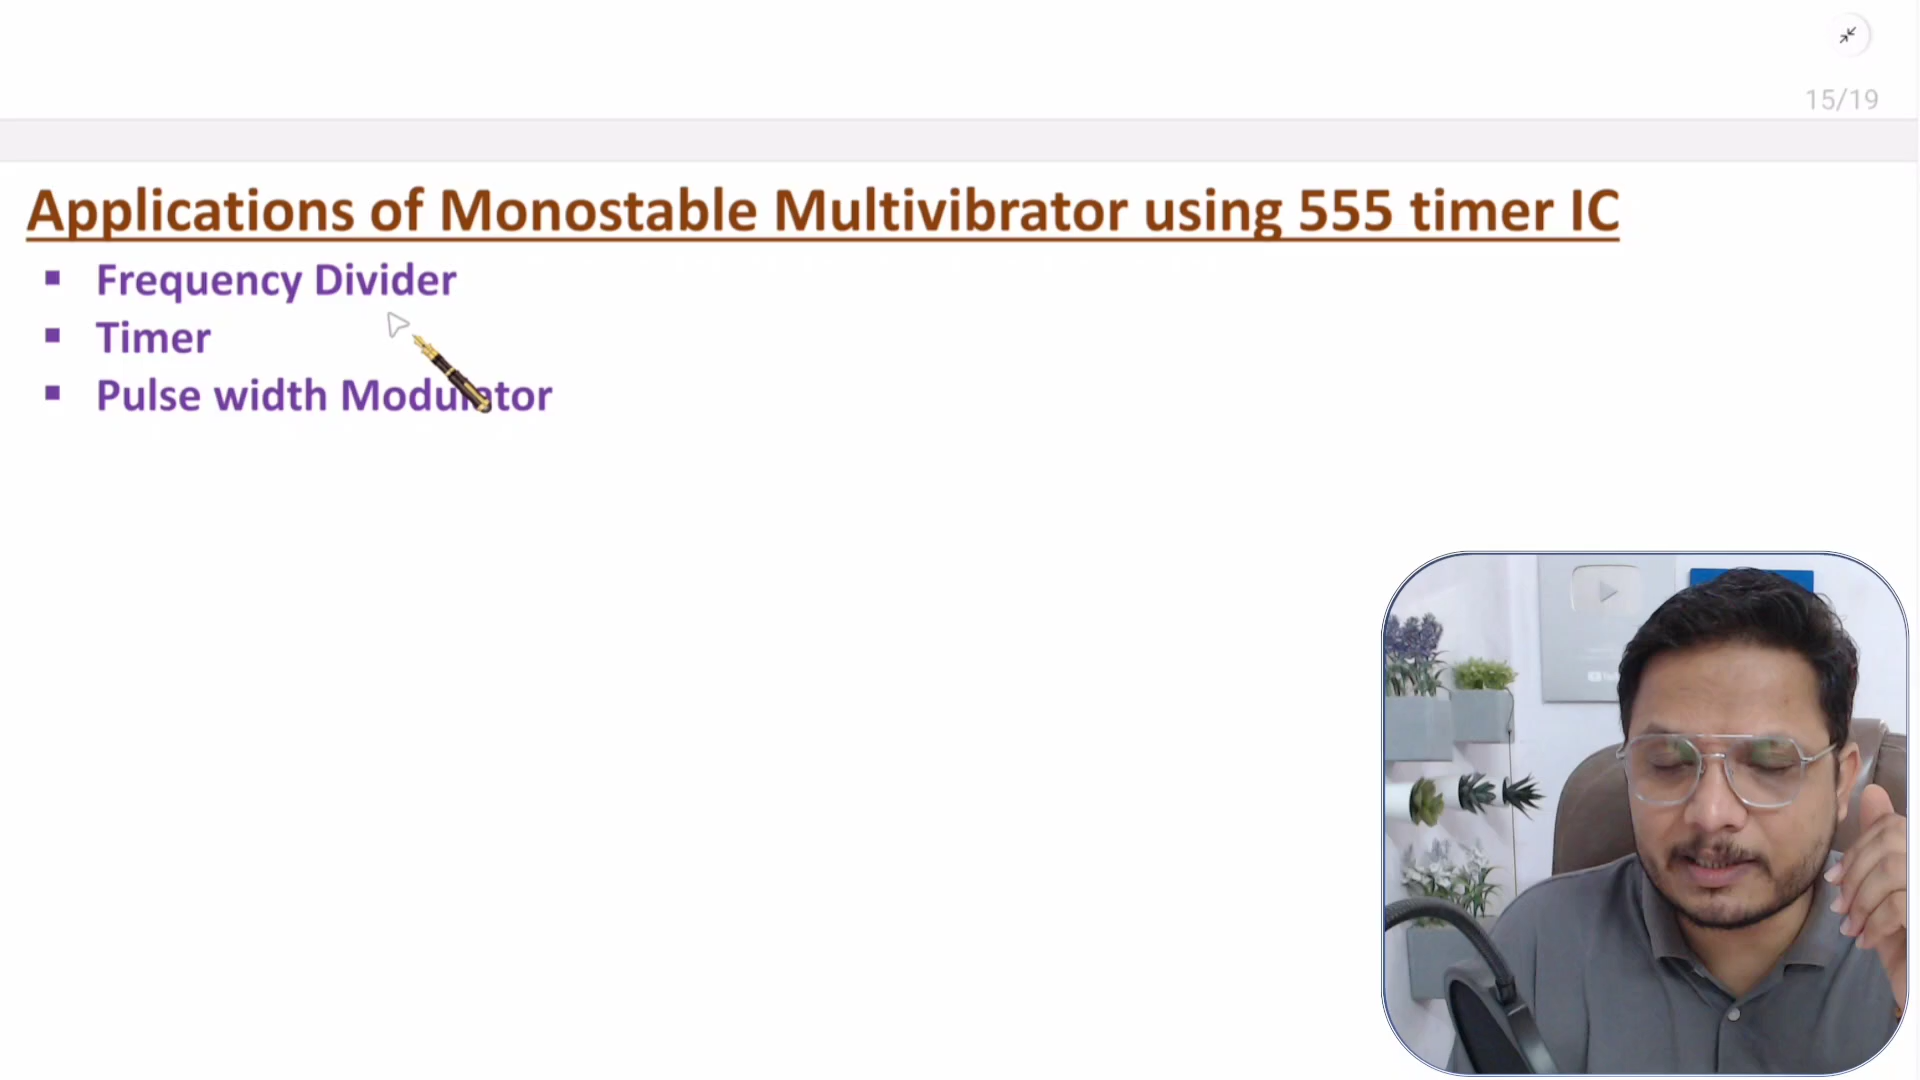 15/19
Applications of Monostable Multivibrator using 555 timer IC
▪ Frequency Divider
▪ Timer
▪ Pulse width Modulator